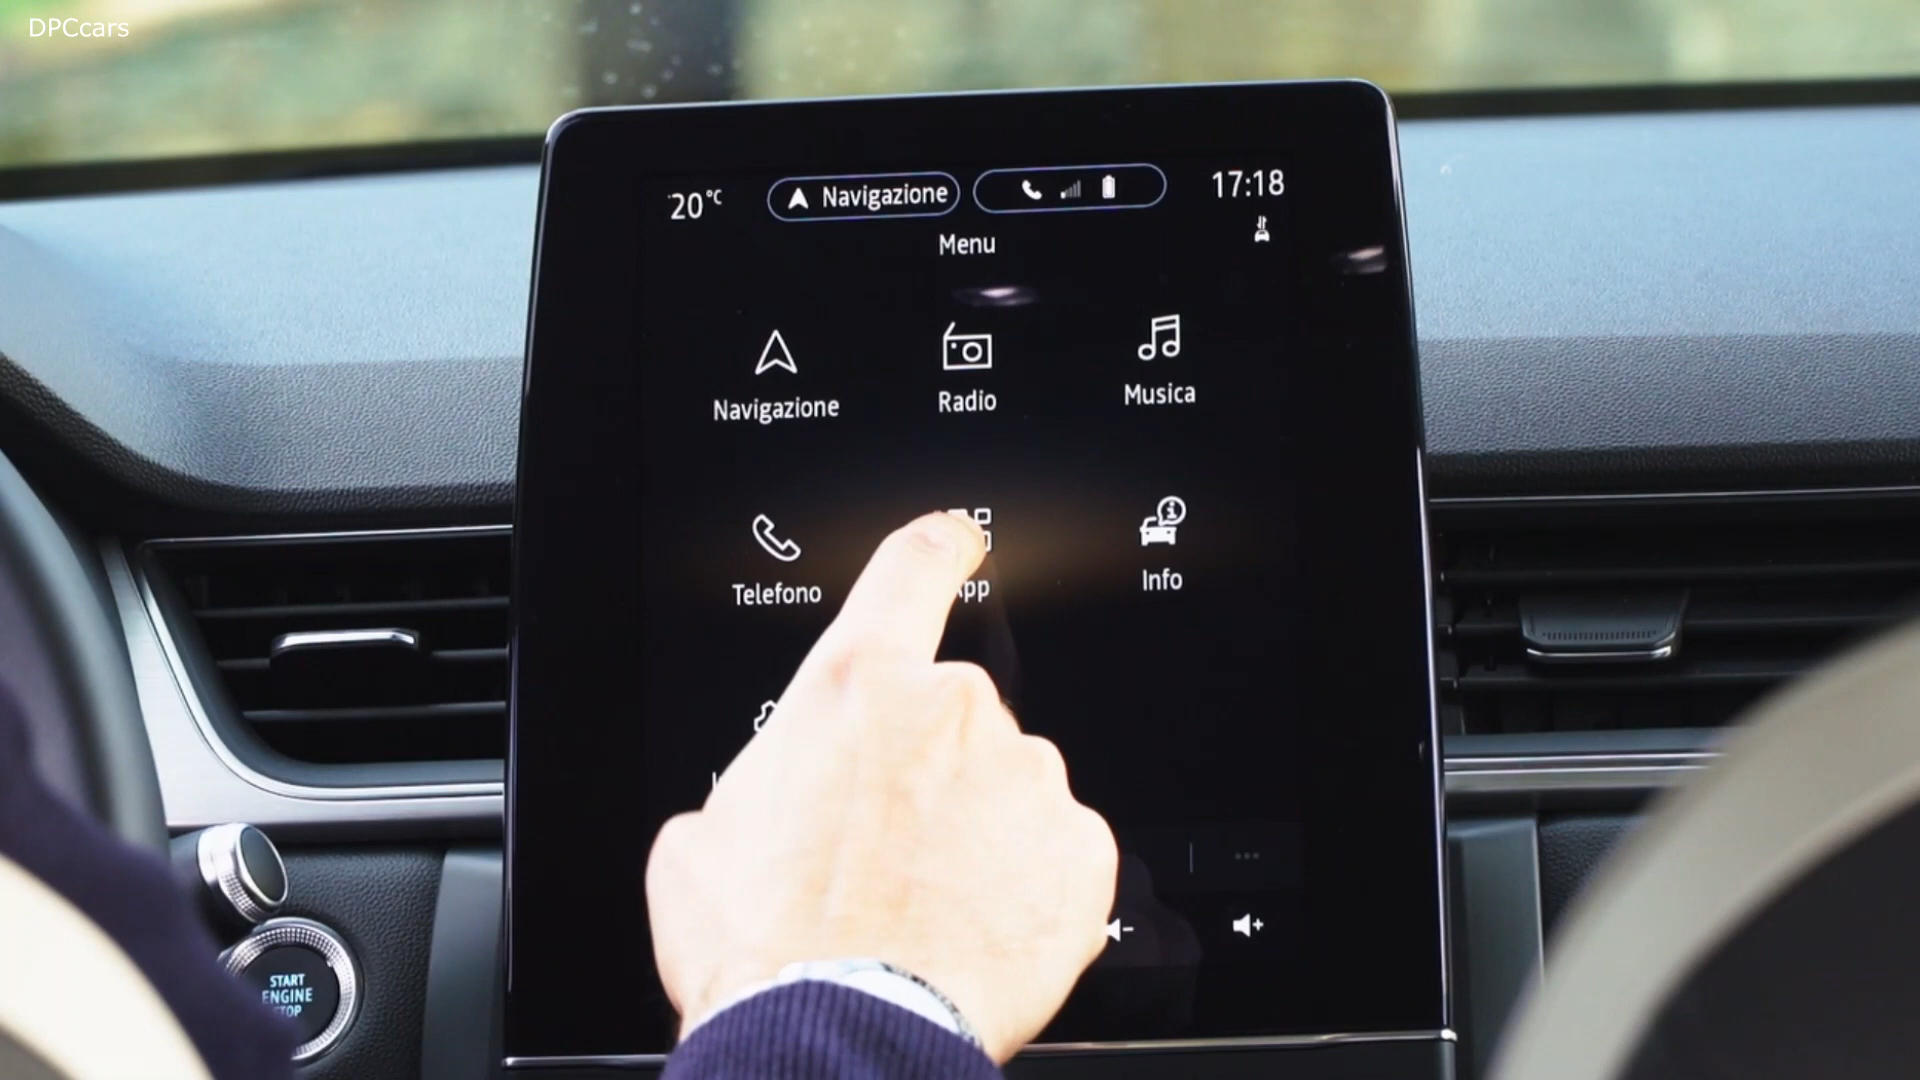 DPCcars
20°C
Navigazione
17:18
Menu
Navigazione
Radio
Musica
Telefono
Info
START
ENGINE